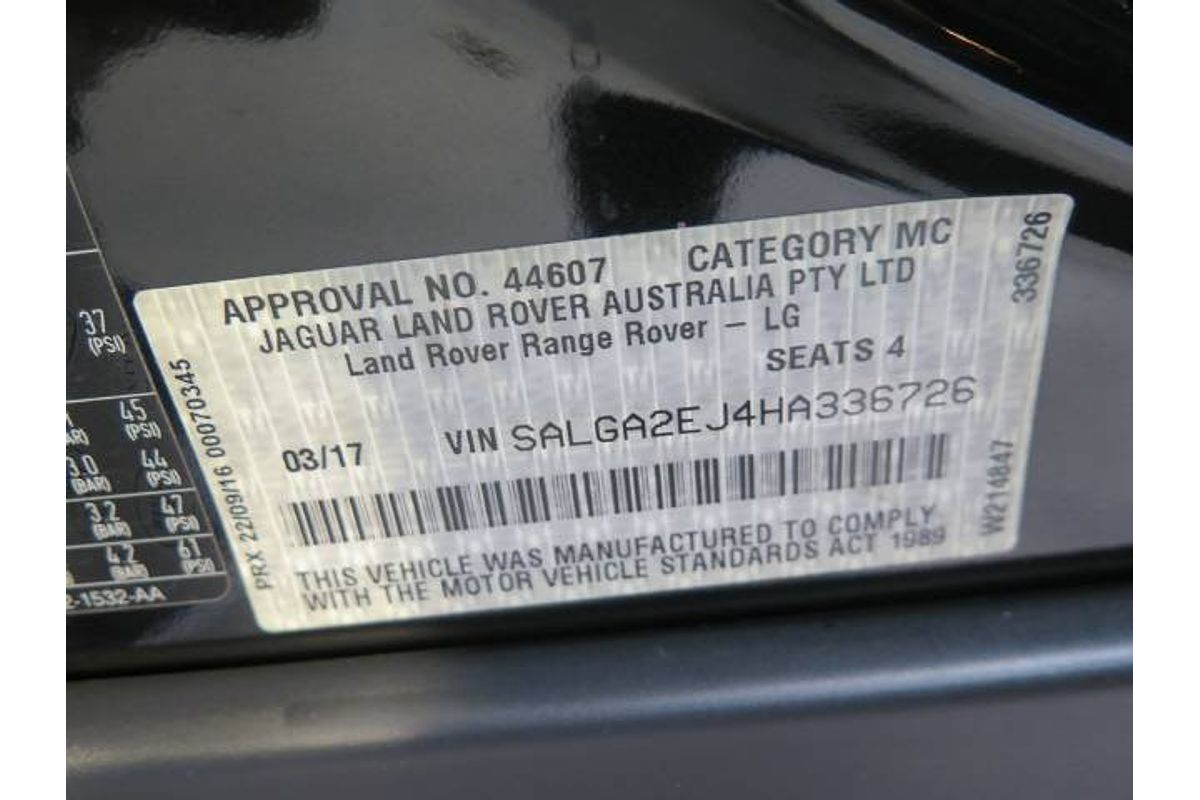 APPROVAL NO. 44607 CATEGORY MC
JAGUAR LAND ROVER AUSTRALIA PTY LTD
Land Rover Range Rover - LG
SEATS 4
03/17 VIN SALGA2EJ4HA336726
THIS VEHICLE WAS MANUFACTURED TO COMPLY
WITH THE MOTOR VEHICLE STANDARDS ACT 1989
PRX 22/09/16 00070345
336726
W214847
37
(PSI)
45
(PSI)
3.0 44
(BAR) (PSI)
3.2 47
(BAR) (PSI)
4.2 61
(BAR) (PSI)
2-1532-AA